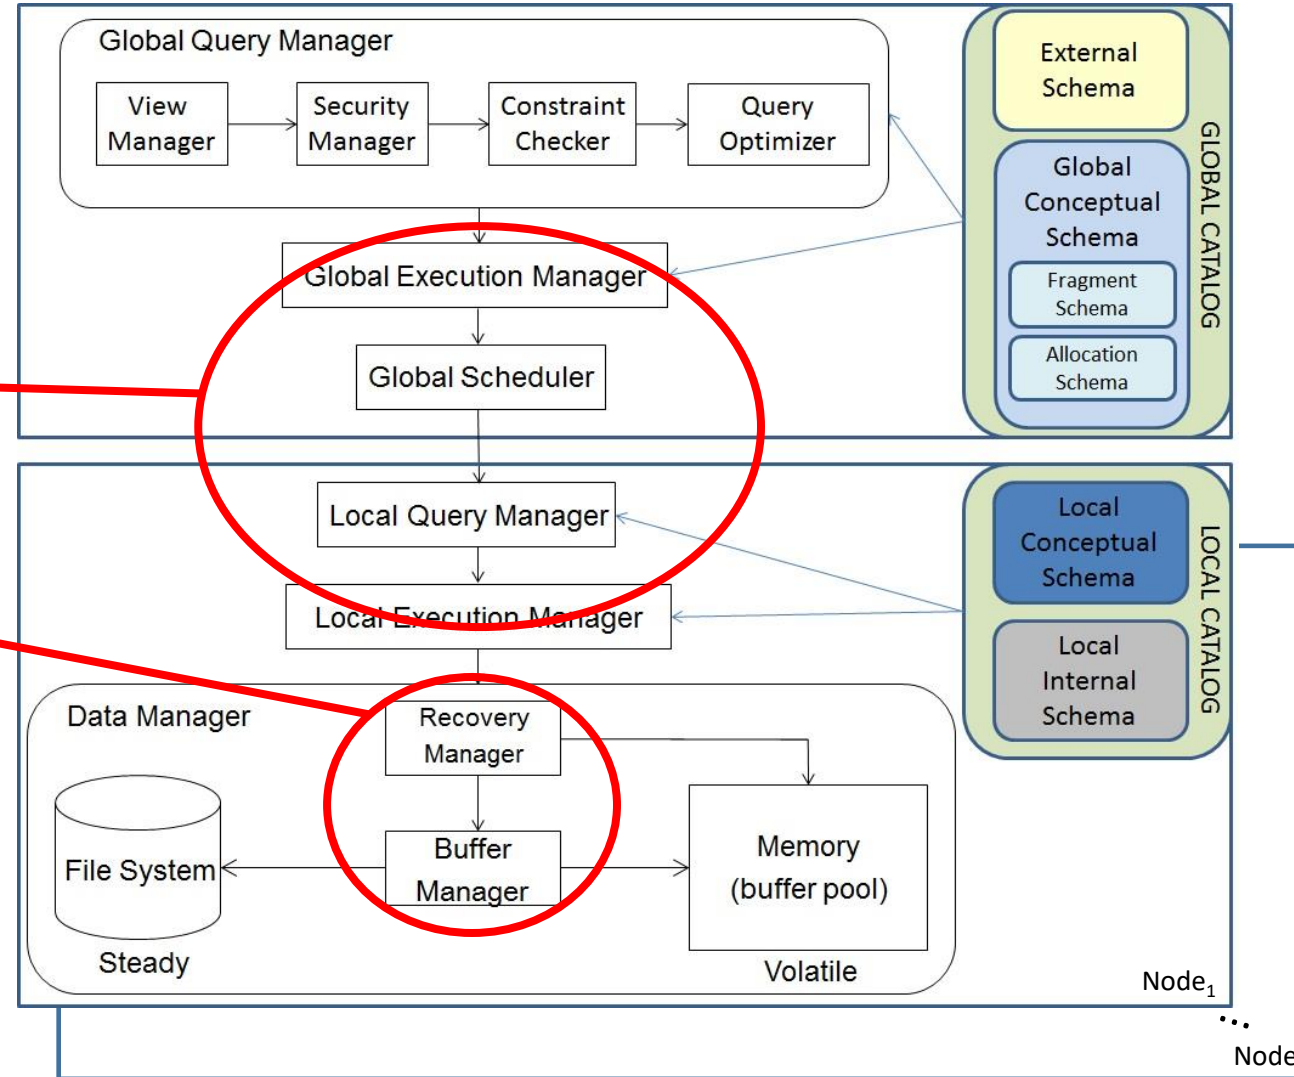 Global Query Manager
View
Manager
Security
Manager
Constraint
Checker
Query
Optimizer
Global Execution Manager
Global Scheduler
External
Schema
Global
Conceptual
Schema
Fragment
Schema
Allocation
Schema
GLOBAL CATALOG
Local Query Manager
Local Execution Manager
Local
Conceptual
Schema
Local
Internal
Schema
LOCAL CATALOG
Data Manager
Recovery
Manager
Buffer
Manager
File System
Steady
Memory
(buffer pool)
Volatile
Node₁
...
Node